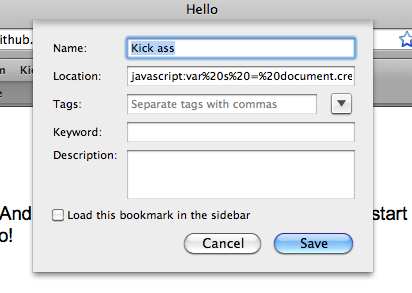 Hello
ithub.
Name: Kick ass
Location: javascript:var%20s%20=%20document.cre
Tags: Separate tags with commas
Keyword:
Description:
Load this bookmark in the sidebar
And start
o!
Cancel Save